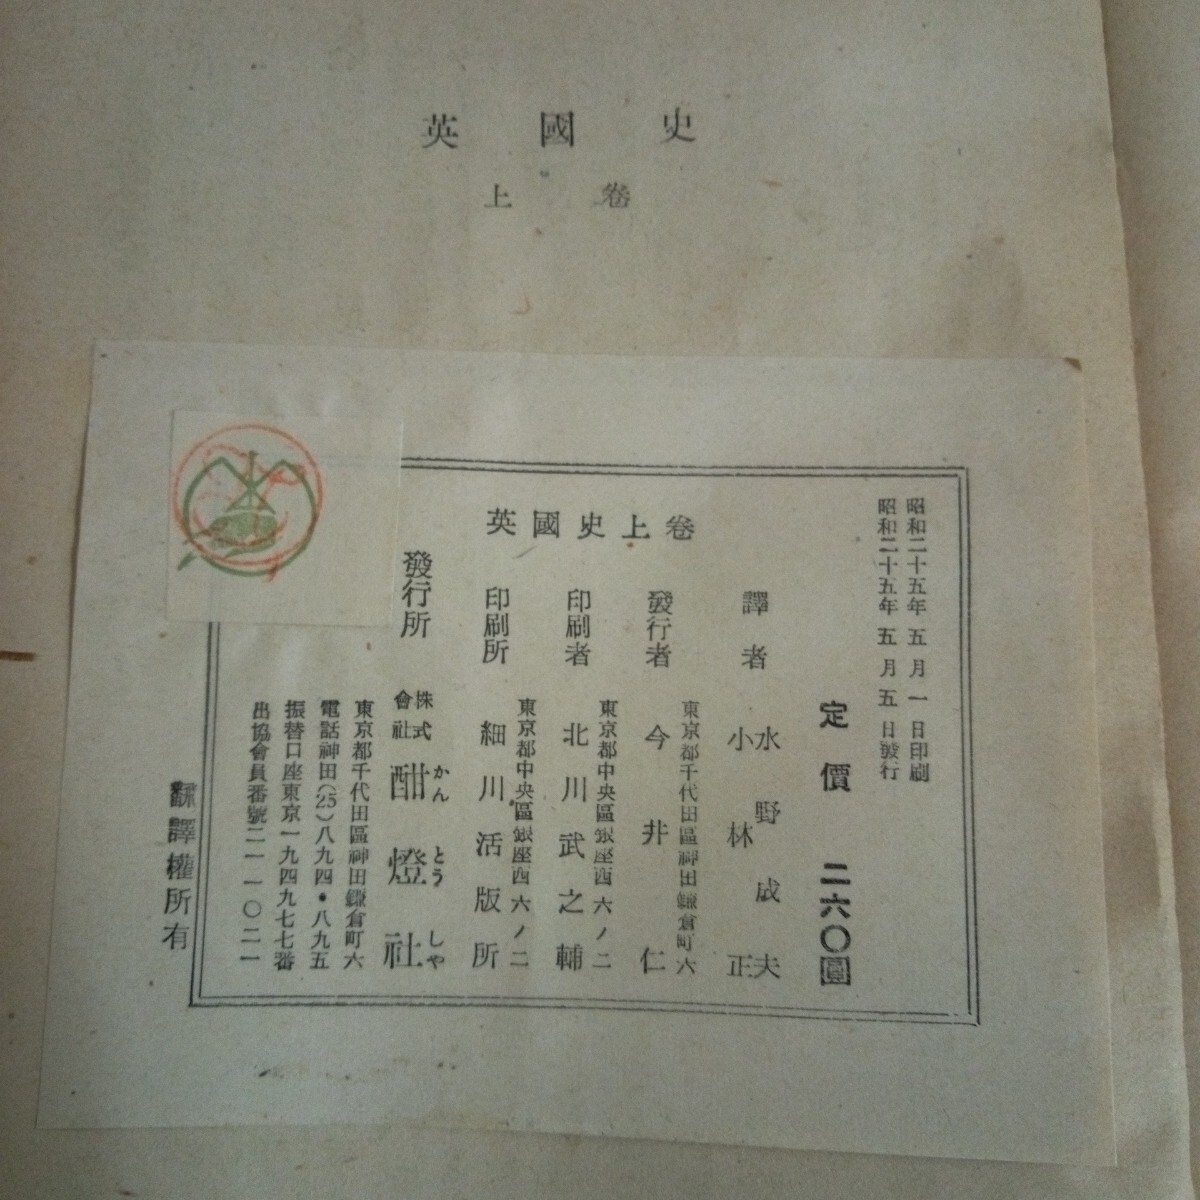 英國史
上卷
英國史上卷
昭和二十五年五月一日印刷
昭和二十五年五月五日發行
定價 二六〇圓
譯者 水野成夫
小林正
發行者 東京都千代田區神田鎌倉町六
今井仁
印刷者 東京都中央區銀座西六ノ二
北川武之輔
印刷所 東京都中央區銀座西六ノ二
細川活版所
發行所 株式會社 酣燈社
かんとうしや
東京都千代田區神田鎌倉町六
電話神田(25)八九四・八九五
振替口座東京一九四九七七番
出協會員番號二一一〇二一
飜譯權所有